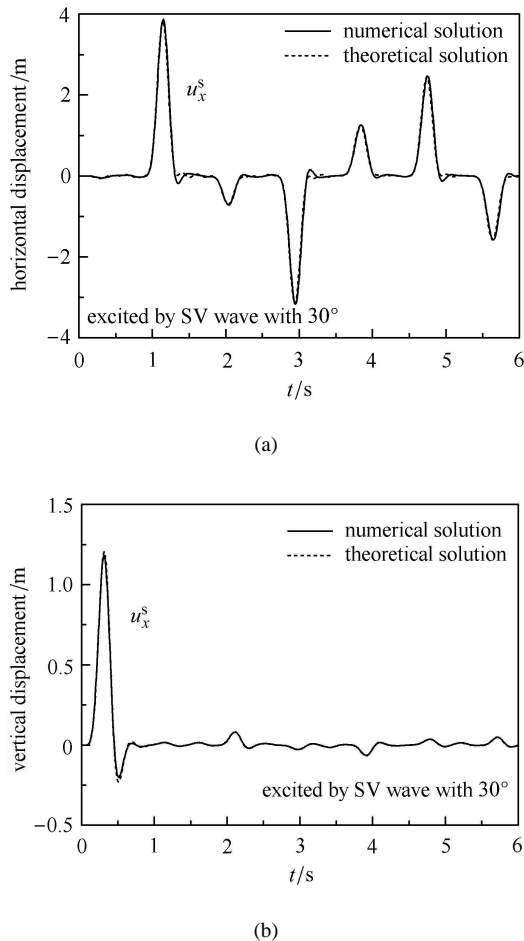 4
numerical solution
theoretical solution
u_x^s
2
0
horizontal displacement/m
−2
excited by SV wave with 30°
−4
0 1 2 3 4 5 6
t/s
(a)
1.5
numerical solution
theoretical solution
1.0
u_x^s
vertical displacement/m
0.5
0
excited by SV wave with 30°
−0.5
0 1 2 3 4 5 6
t/s
(b)